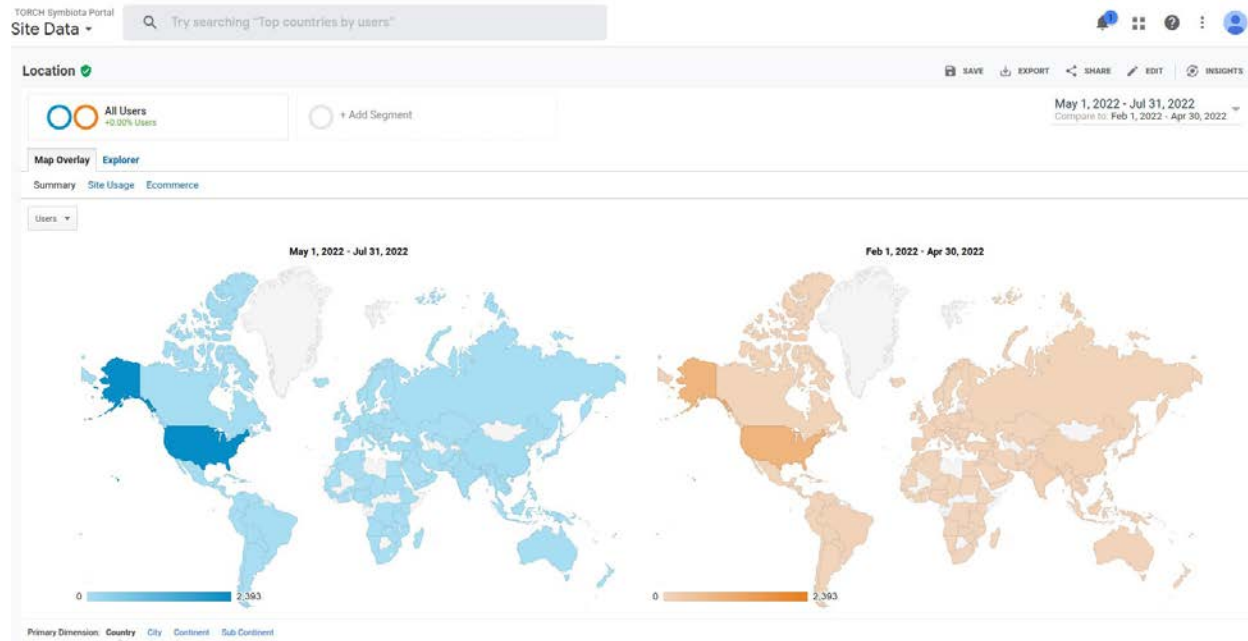 TORCH Symbiota Portal
Site Data
Try searching "Top countries by users"
1
Location
SAVE EXPORT SHARE EDIT INSIGHTS
All Users
+0.00% Users
+ Add Segment
May 1, 2022 - Jul 31, 2022
Compare to: Feb 1, 2022 - Apr 30, 2022
Map Overlay Explorer
Summary Site Usage Ecommerce
Users
May 1, 2022 - Jul 31, 2022
Feb 1, 2022 - Apr 30, 2022
0 2,393
0 2,393
Primary Dimension: Country City Continent Sub Continent